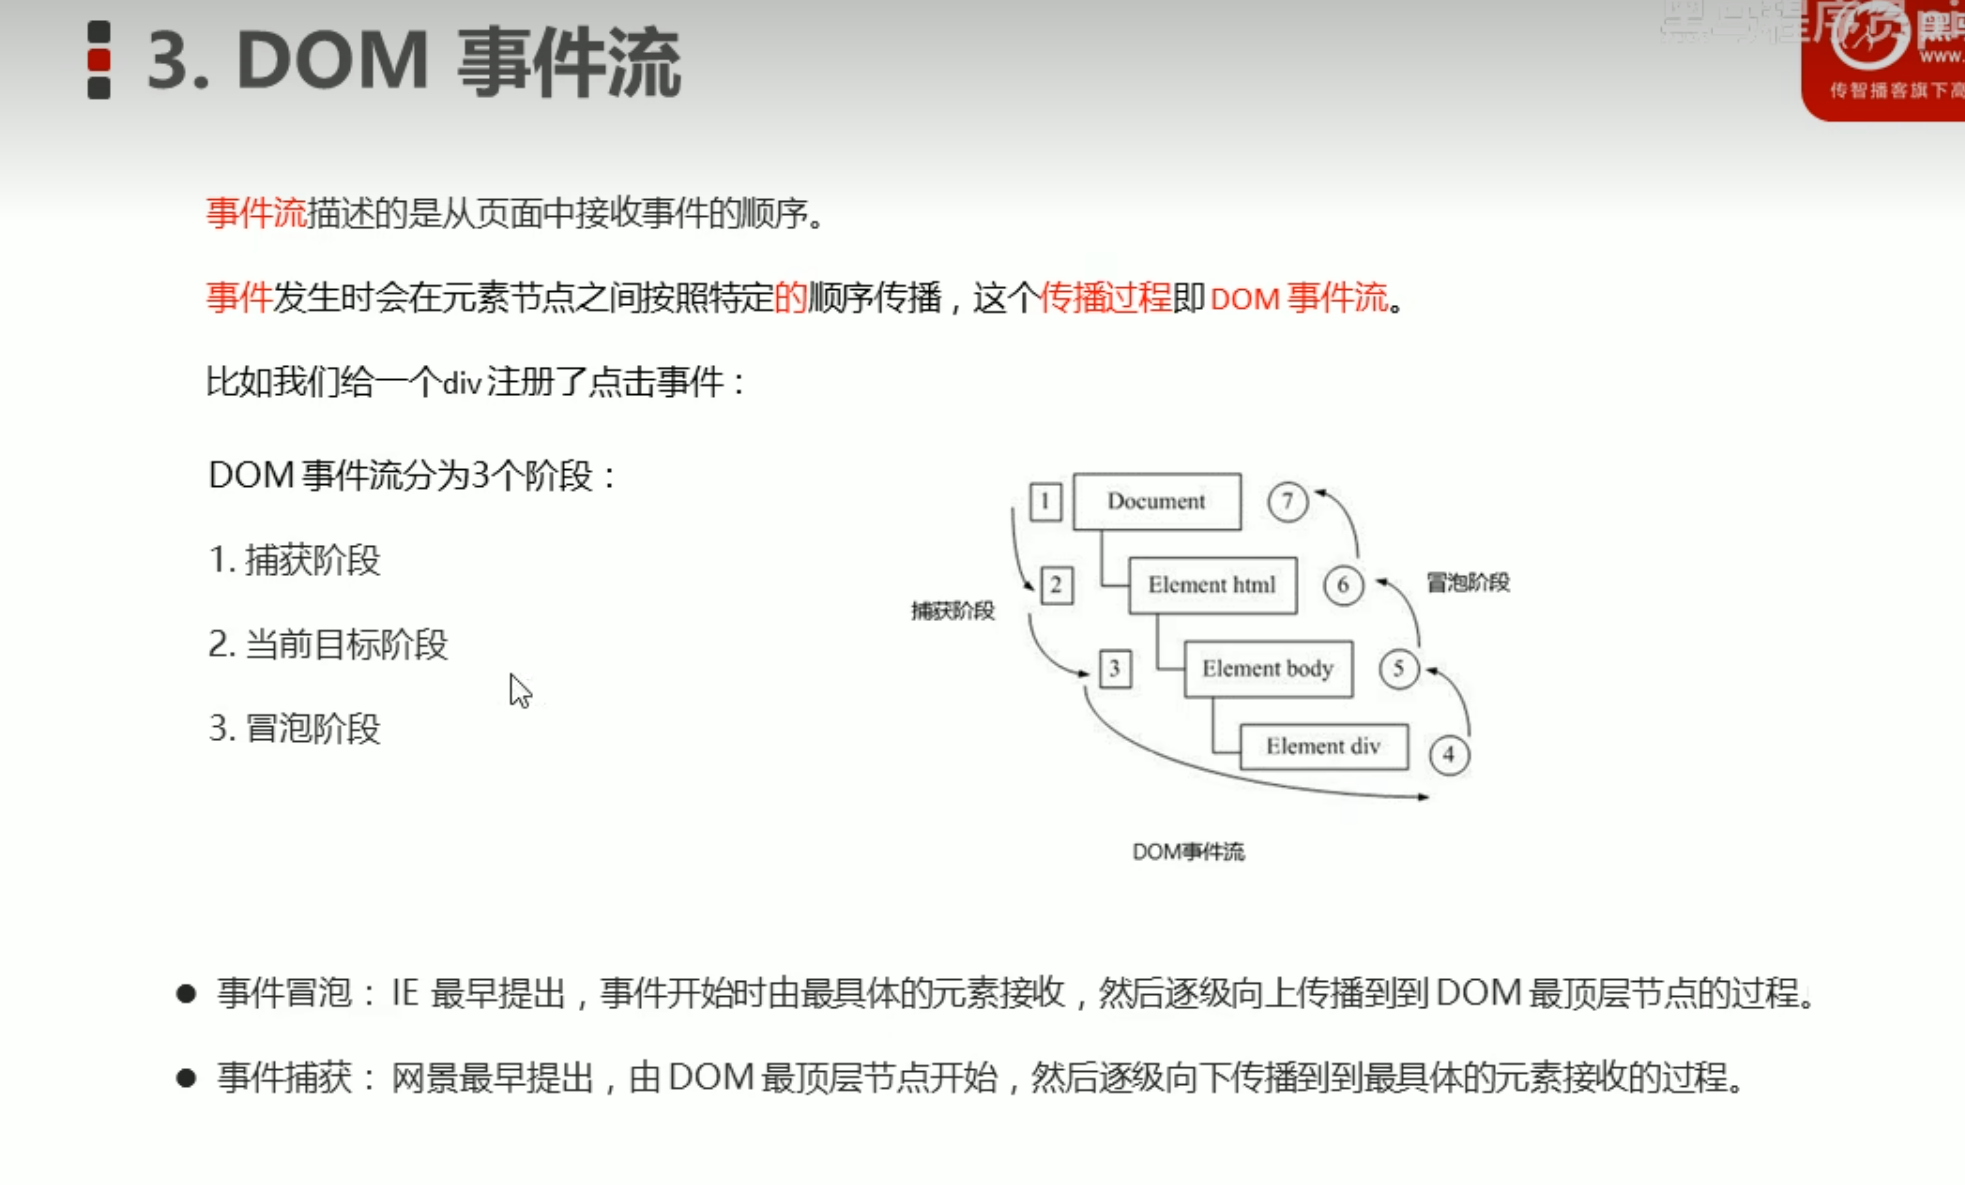 3. DOM 事件流
黑马程序员
www.
传智播客旗下高
事件流描述的是从页面中接收事件的顺序。
事件发生时会在元素节点之间按照特定的顺序传播，这个传播过程即 DOM 事件流。
比如我们给一个div 注册了点击事件：
DOM 事件流分为3个阶段：
1. 捕获阶段
2. 当前目标阶段
3. 冒泡阶段
1 Document 7
2 Element html 6
冒泡阶段
捕获阶段
3 Element body 5
Element div 4
DOM事件流
事件冒泡： IE 最早提出，事件开始时由最具体的元素接收，然后逐级向上传播到到 DOM 最顶层节点的过程。
事件捕获： 网景最早提出，由 DOM 最顶层节点开始，然后逐级向下传播到到最具体的元素接收的过程。